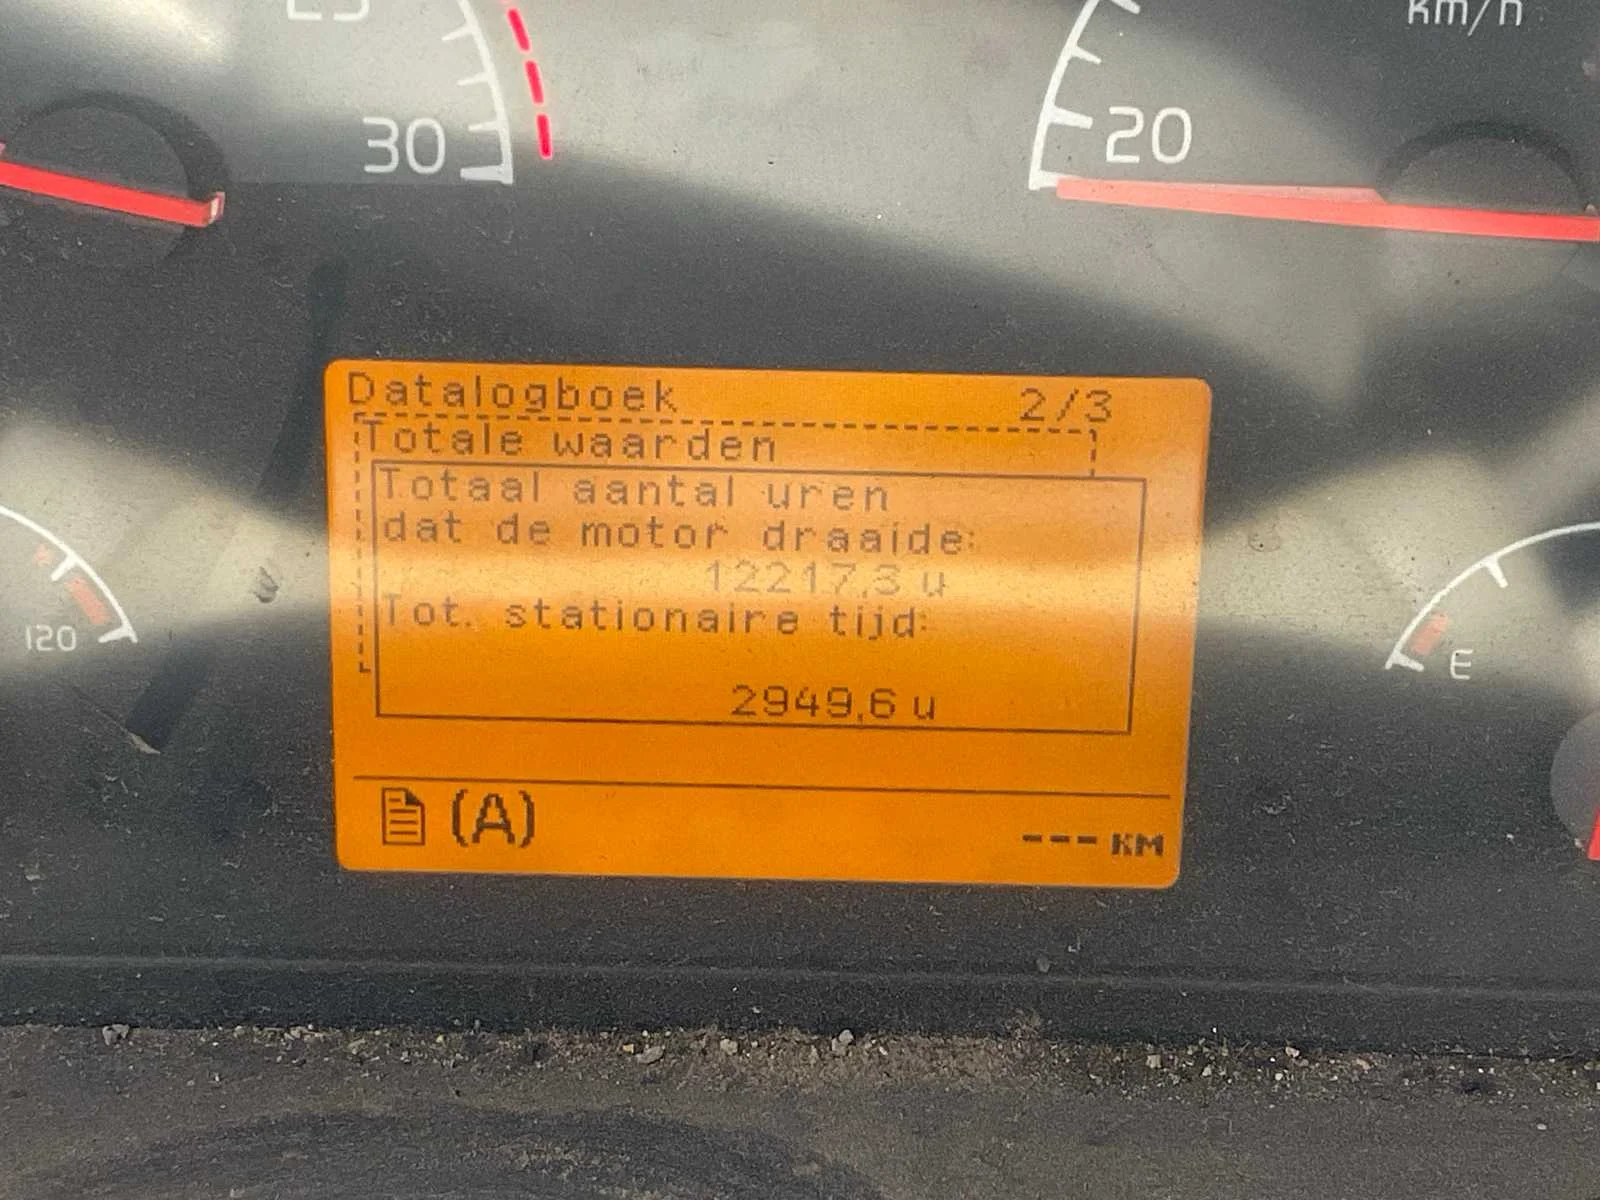 25
30
km/h
20
Datalogboek 2/3
Totale waarden
Totaal aantal uren
dat de motor draaide:
12217,3 u
Tot. stationaire tijd:
2949,6 u
120
E
(A)
--- KM